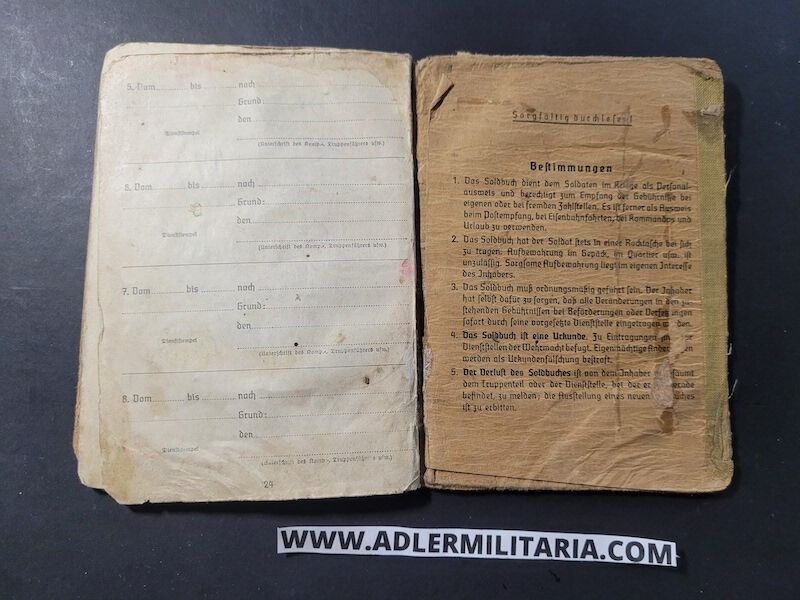 5. Vom bis nach
Grund:
den
Dienststempel
(Unterschrift des Komp.-, Truppenführers usw.)
6. Vom bis nach
Grund:
den
Dienststempel
(Unterschrift des Komp.-, Truppenführers usw.)
7. Vom bis nach
Grund:
den
Dienststempel
(Unterschrift des Komp.-, Truppenführers usw.)
8. Vom bis nach
Grund:
den
Dienststempel
(Unterschrift des Komp.-, Truppenführers usw.)
24
Sorgfältig durchlesen!
Bestimmungen
1. Das Soldbuch dient dem Soldaten im Kriege als Personal-
ausweis und berechtigt zum Empfang der Gebührnisse bei
eigenen oder bei fremden Zahlstellen. Es ist ferner als Ausweis
beim Postempfang, bei Eisenbahnfahrten, bei Kommandos und
Urlaub zu verwenden.
2. Das Soldbuch hat der Soldat stets in einer Rocktasche bei sich
zu tragen. Aufbewahrung im Gepäck, im Quartier usw. ist
unzulässig. Sorgsame Aufbewahrung liegt im eigenen Interesse
des Inhabers.
3. Das Soldbuch muß ordnungsmäßig geführt sein. Der Inhaber
hat selbst dafür zu sorgen, daß alle Veränderungen in den zu-
stehenden Gebührnissen bei Beförderungen oder Versetzungen
sofort durch seine vorgesetzte Dienststelle eingetragen werden.
4. Das Soldbuch ist eine Urkunde. Zu Eintragungen
Dienststellen der Wehrmacht befugt. Eigenmächtige
werden als Urkundenfälschung bestraft.
5. Der Verlust des Soldbuches ist von dem Inhaber
dem Truppenteil oder der Dienststelle, bei der er
befindet, zu melden; die Ausstellung eines neuen
ist zu erbitten.
WWW.ADLERMILITARIA.COM